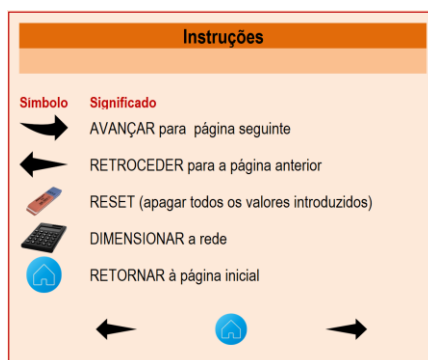 Instruções
Símbolo Significado
AVANÇAR para página seguinte
RETROCEDER para a página anterior
RESET (apagar todos os valores introduzidos)
DIMENSIONAR a rede
RETORNAR à página inicial